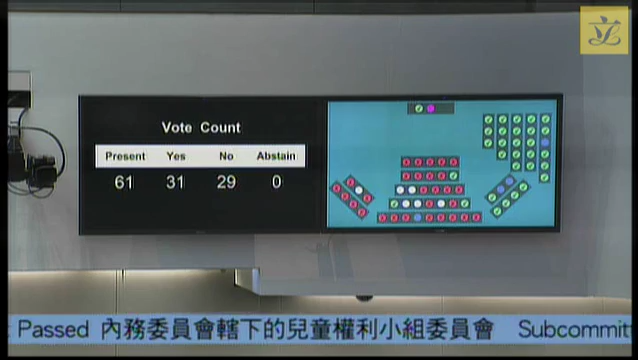 立
Vote Count
Present Yes No Abstain
61 31 29 0
Passed 內務委員會轄下的兒童權利小組委員會 Subcommit